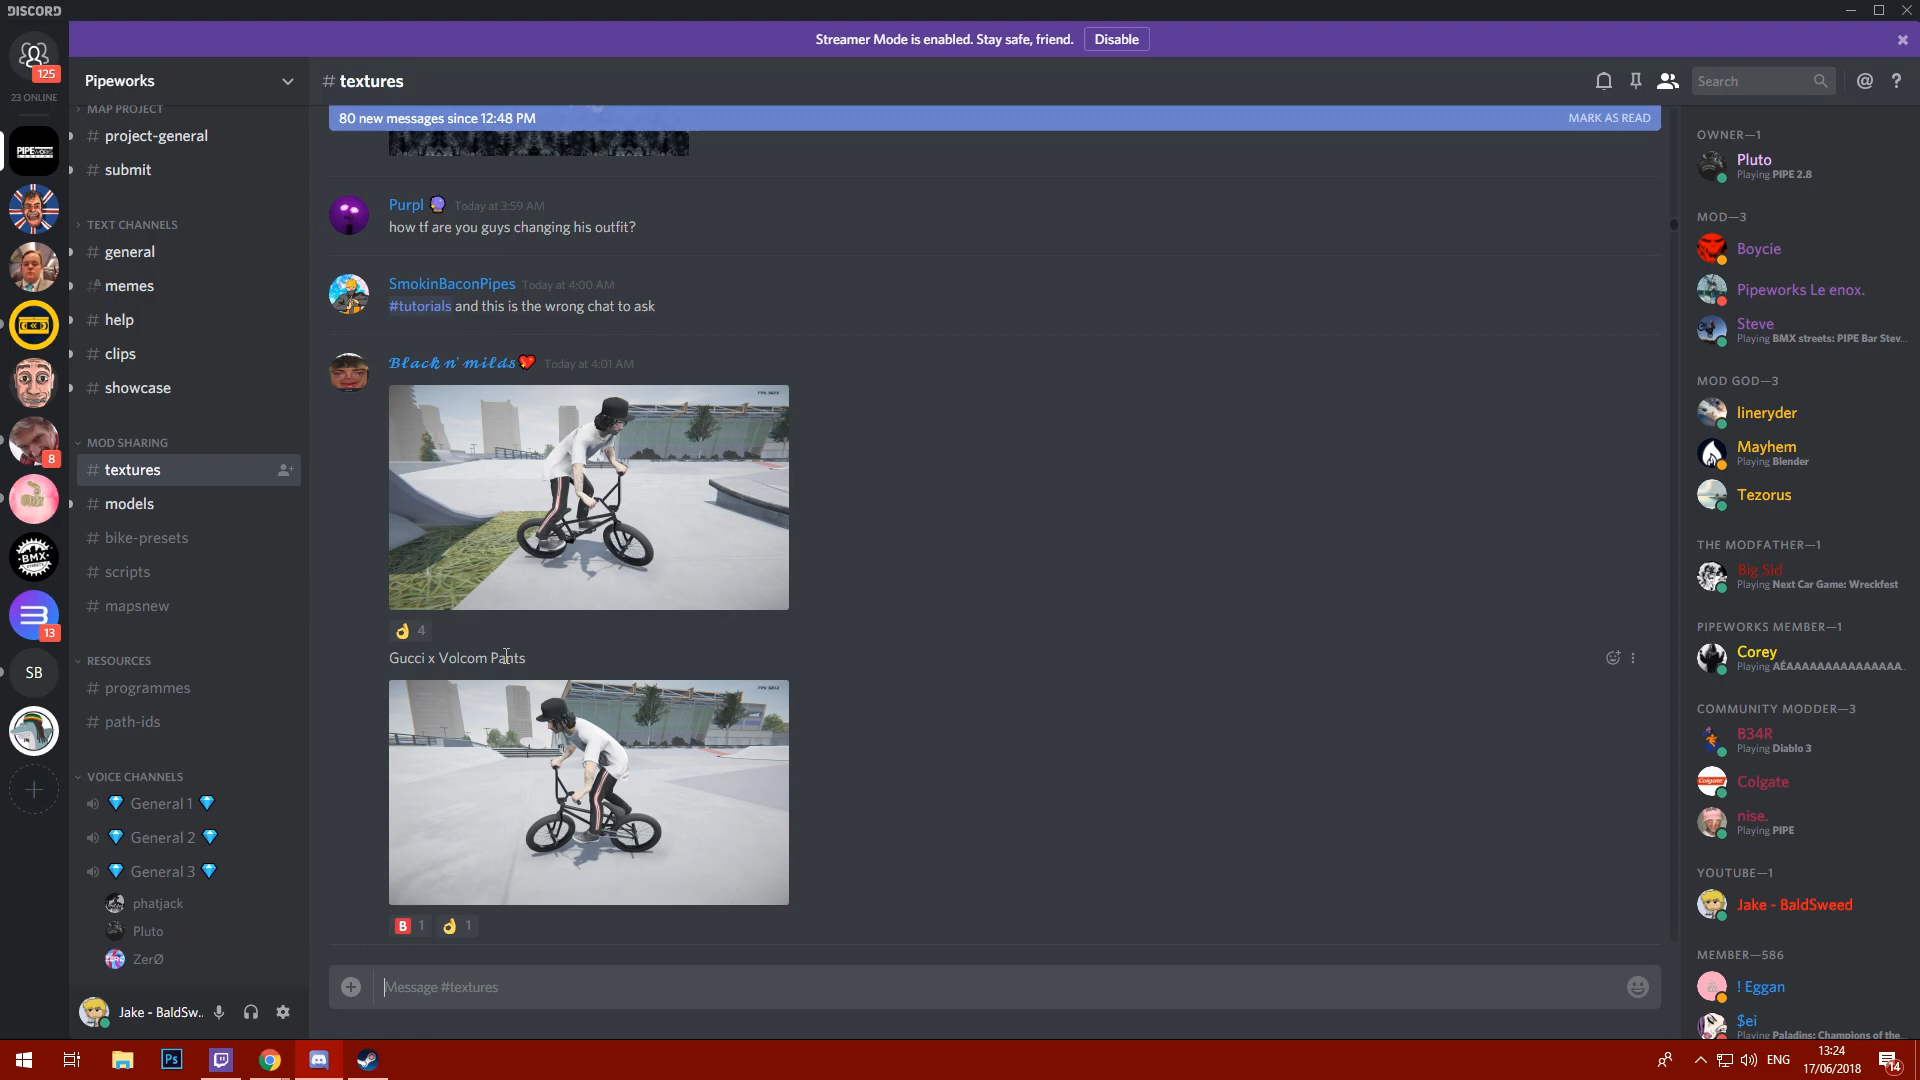 DISCORD
Streamer Mode is enabled. Stay safe, friend.
Disable
125
23 ONLINE
PIPEWORKS
8
BMX
13
SB
Pipeworks
MAP PROJECT
# project-general
# submit
TEXT CHANNELS
# general
# memes
# help
# clips
# showcase
MOD SHARING
# textures
# models
# bike-presets
# scripts
# mapsnew
RESOURCES
# programmes
# path-ids
VOICE CHANNELS
💎 General 1 💎
💎 General 2 💎
💎 General 3 💎
phatjack
Pluto
ZerØ
Jake - BaldSw..
# textures
Search
@ ?
80 new messages since 12:48 PM
MARK AS READ
Purpl 🔮 Today at 3:59 AM
how tf are you guys changing his outfit?
SmokinBaconPipes Today at 4:00 AM
#tutorials and this is the wrong chat to ask
𝓑𝓵𝓪𝓬𝓴 𝓷' 𝓶𝓲𝓵𝓭𝓼💖 Today at 4:01 AM
👌 4
Gucci x Volcom Pants
B 1 👌 1
Message #textures
OWNER—1
Pluto
Playing PIPE 2.8
MOD—3
Boycie
Pipeworks Le enox.
Steve
Playing BMX streets: PIPE Bar Stev...
MOD GOD—3
lineryder
Mayhem
Playing Blender
Tezorus
THE MODFATHER—1
Big Sid
Playing Next Car Game: Wreckfest
PIPEWORKS MEMBER—1
Corey
Playing AÉAAAAAAAAAAAAAAA..
COMMUNITY MODDER—3
B34R
Playing Diablo 3
Colgate
Colgate
nise.
Playing PIPE
YOUTUBE—1
Jake - BaldSweed
MEMBER—586
! Eggan
$ei
Playing Paladins: Champions of the...
Ps
ENG
13:24
17/06/2018
14